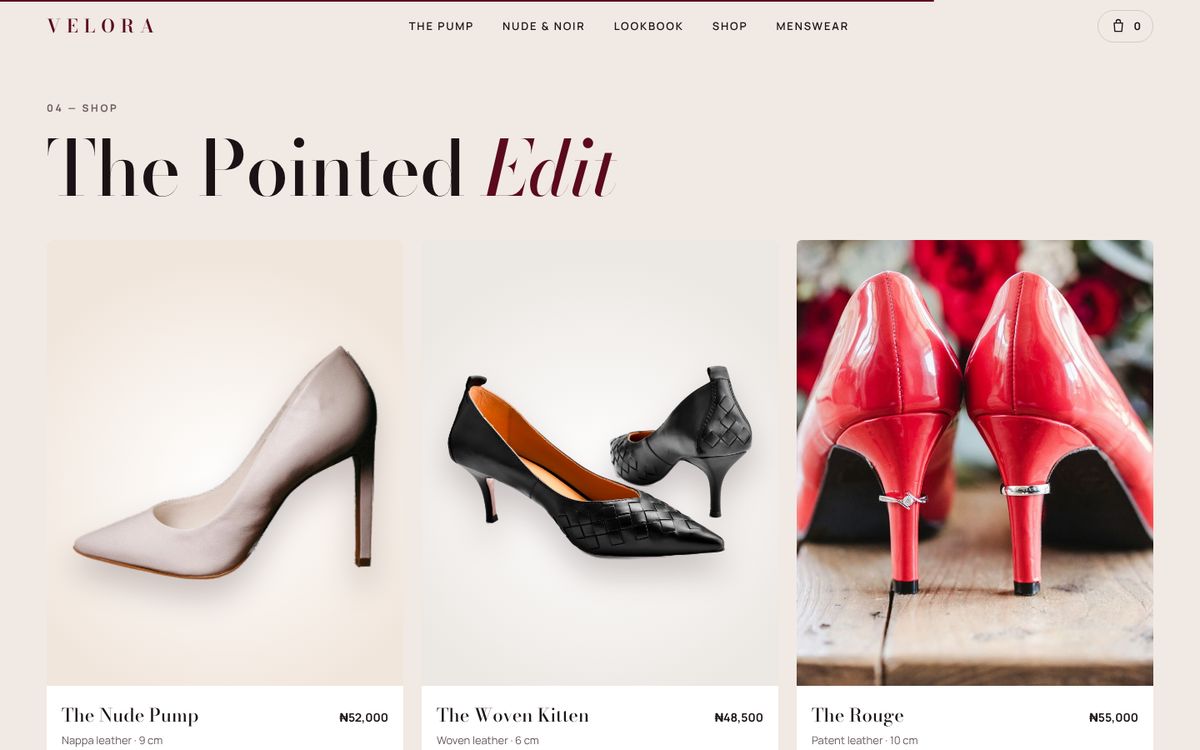 VELORA
THE PUMP NUDE & NOIR LOOKBOOK SHOP MENSWEAR
0
04 — SHOP
The Pointed Edit
The Nude Pump ₦52,000
Nappa leather · 9 cm
The Woven Kitten ₦48,500
Woven leather · 6 cm
The Rouge ₦55,000
Patent leather · 10 cm